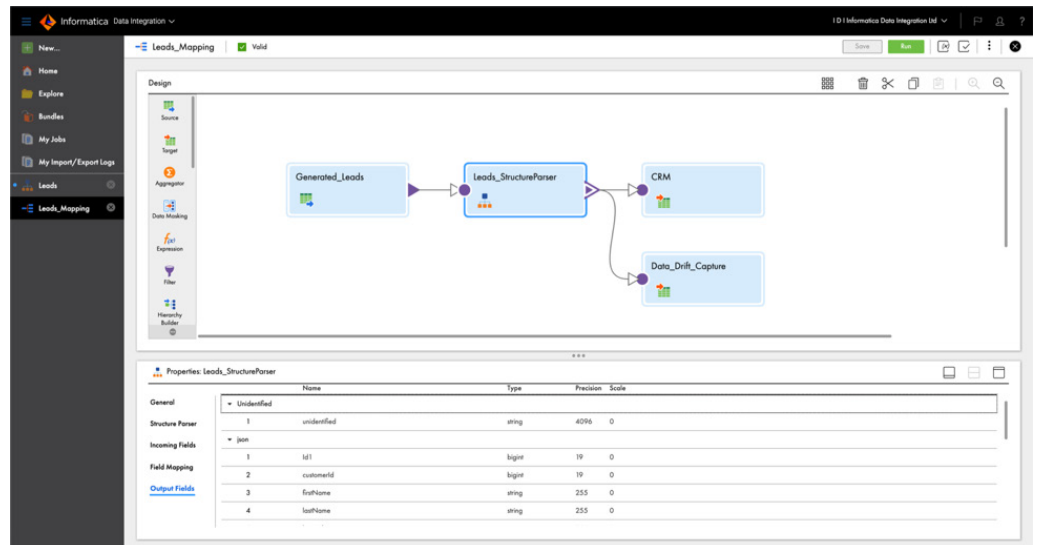 Informatica Data Integration
I D I Informatica Data Integration Ltd
?
New...
Home
Explore
Bundles
My Jobs
My Import/Export Logs
Leads
Leads_Mapping
Leads_Mapping
Valid
Save
Run
Design
Source
Target
Aggregator
Data Masking
f(x)
Expression
Filter
Hierarchy
Builder
Generated_Leads
Leads_StructureParser
CRM
Data_Drift_Capture
Properties: Leads_StructureParser
General
Structure Parser
Incoming Fields
Field Mapping
Output Fields
Name Type Precision Scale
Unidentified
1 unidentified string 4096 0
json
1 Id1 bigint 19 0
2 customerId bigint 19 0
3 firstName string 255 0
4 lastName string 255 0